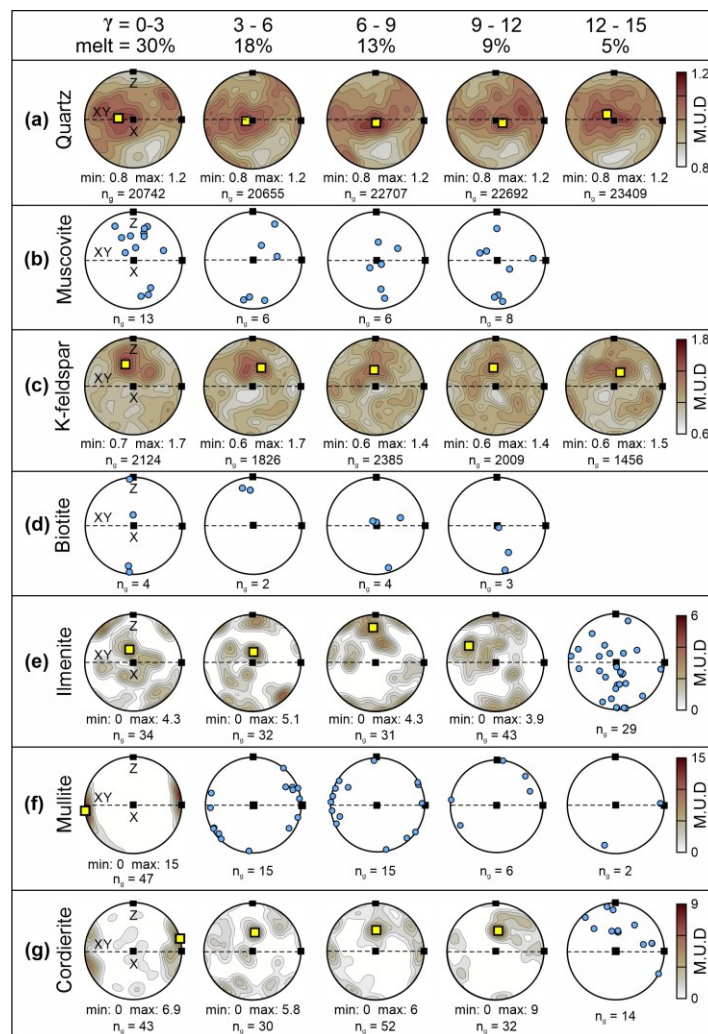 γ = 0-3 3 - 6 6 - 9 9 - 12 12 - 15
melt = 30% 18% 13% 9% 5%
(a) Quartz
Z
XY
X
min: 0.8 max: 1.2 min: 0.8 max: 1.2 min: 0.8 max: 1.2 min: 0.8 max: 1.2 min: 0.8 max: 1.2
ng = 20742 ng = 20655 ng = 22707 ng = 22692 ng = 23409
1.2
M.U.D
0.8
(b) Muscovite
Z
XY
X
ng = 13 ng = 6 ng = 6 ng = 8
(c) K-feldspar
Z
XY
X
min: 0.7 max: 1.7 min: 0.6 max: 1.7 min: 0.6 max: 1.4 min: 0.6 max: 1.4 min: 0.6 max: 1.5
ng = 2124 ng = 1826 ng = 2385 ng = 2009 ng = 1456
1.8
M.U.D
0.6
(d) Biotite
Z
XY
X
ng = 4 ng = 2 ng = 4 ng = 3
(e) Ilmenite
Z
XY
X
min: 0 max: 4.3 min: 0 max: 5.1 min: 0 max: 4.3 min: 0 max: 3.9
ng = 34 ng = 32 ng = 31 ng = 43 ng = 29
6
M.U.D
0
(f) Mullite
Z
XY
X
min: 0 max: 15
ng = 47 ng = 15 ng = 15 ng = 6 ng = 2
15
M.U.D
0
(g) Cordierite
Z
XY
X
min: 0 max: 6.9 min: 0 max: 5.8 min: 0 max: 6 min: 0 max: 9
ng = 43 ng = 30 ng = 52 ng = 32 ng = 14
9
M.U.D
0